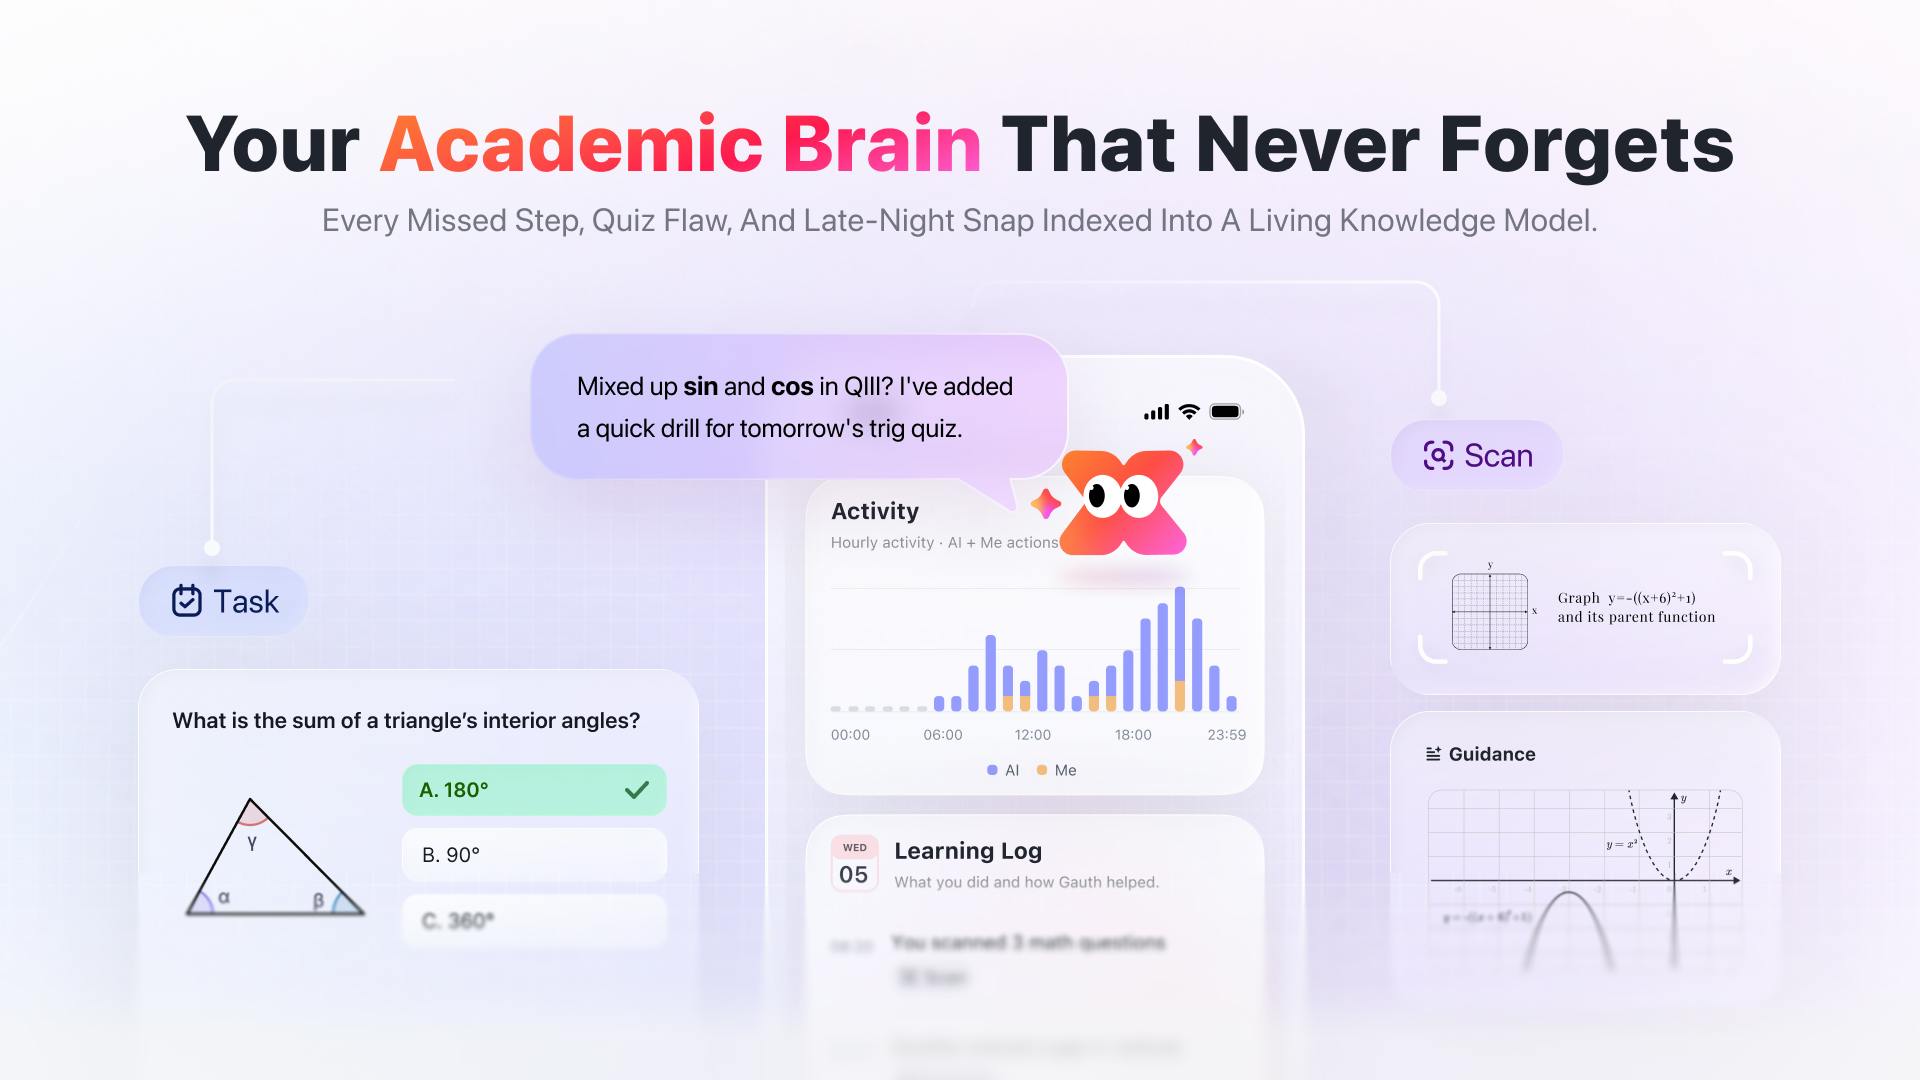 Your Academic Brain That Never Forgets
Every Missed Step, Quiz Flaw, And Late-Night Snap Indexed Into A Living Knowledge Model.
Mixed up sin and cos in QIII? I've added
a quick drill for tomorrow's trig quiz.
Task
What is the sum of a triangle's interior angles?
γ
α
β
A. 180°
B. 90°
C. 360°
Activity
Hourly activity · AI + Me actions
00:00 06:00 12:00 18:00 23:59
AI Me
WED
05
Learning Log
What you did and how Gauth helped.
You scanned 3 math questions
Scan
Scan
y
x
Graph y=-((x+6)²+1)
and its parent function
Guidance
y
y = x²
x